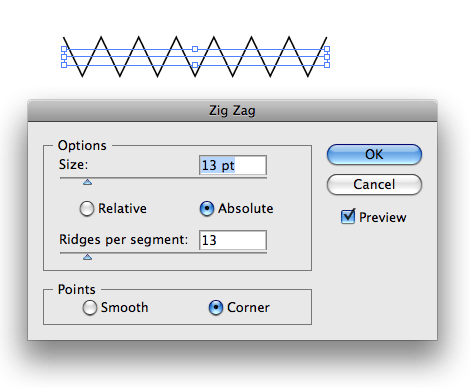 Zig Zag
Options
Size: 13 pt
Relative Absolute
Ridges per segment: 13
Points
Smooth Corner
OK
Cancel
Preview